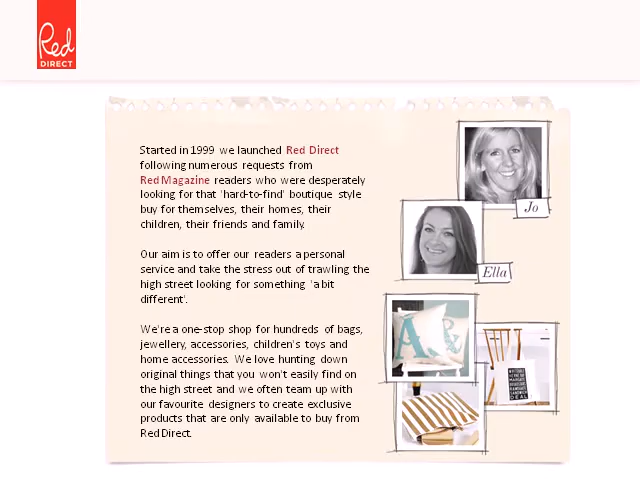 Red
DIRECT
Started in 1999 we launched Red Direct
following numerous requests from
Red Magazine readers who were desperately
looking for that 'hard-to-find' boutique style
buy for themselves, their homes, their
children, their friends and family.
Our aim is to offer our readers a personal
service and take the stress out of trawling the
high street looking for something 'a bit
different'.
We're a one-stop shop for hundreds of bags,
jewellery, accessories, children's toys and
home accessories. We love hunting down
original things that you won't easily find on
the high street and we often team up with
our favourite designers to create exclusive
products that are only available to buy from
Red Direct.
Jo
Ella
A &
DEAL